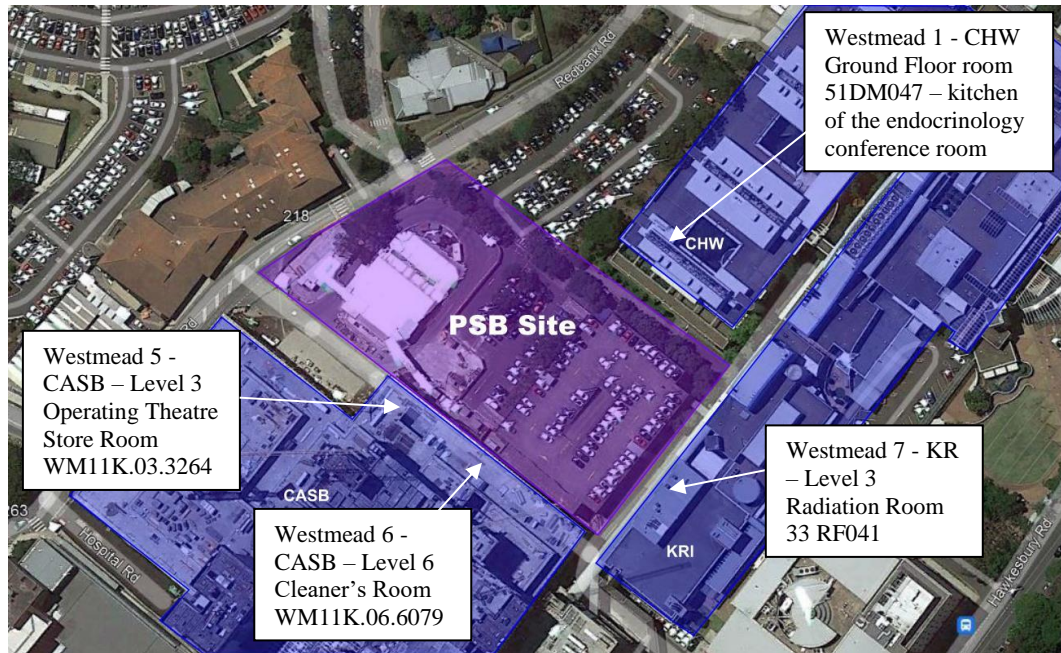 Westmead 1 - CHW
Ground Floor room
51DM047 – kitchen
of the endocrinology
conference room
Redbank Rd
218
CHW
PSB Site
Rd
Westmead 5 -
CASB – Level 3
Operating Theatre
Store Room
WM11K.03.3264
CASB
263
Hospital Rd
Westmead 6 -
CASB – Level 6
Cleaner's Room
WM11K.06.6079
Westmead 7 - KR
– Level 3
Radiation Room
33 RF041
KRI
Hawkesbury Rd